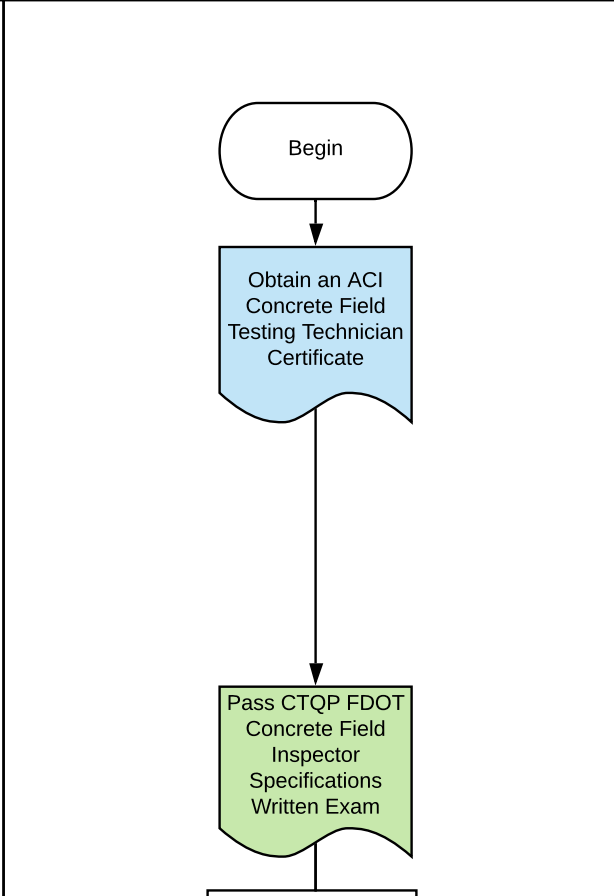 Begin
Obtain an ACI
Concrete Field
Testing Technician
Certificate
Pass CTQP FDOT
Concrete Field
Inspector
Specifications
Written Exam